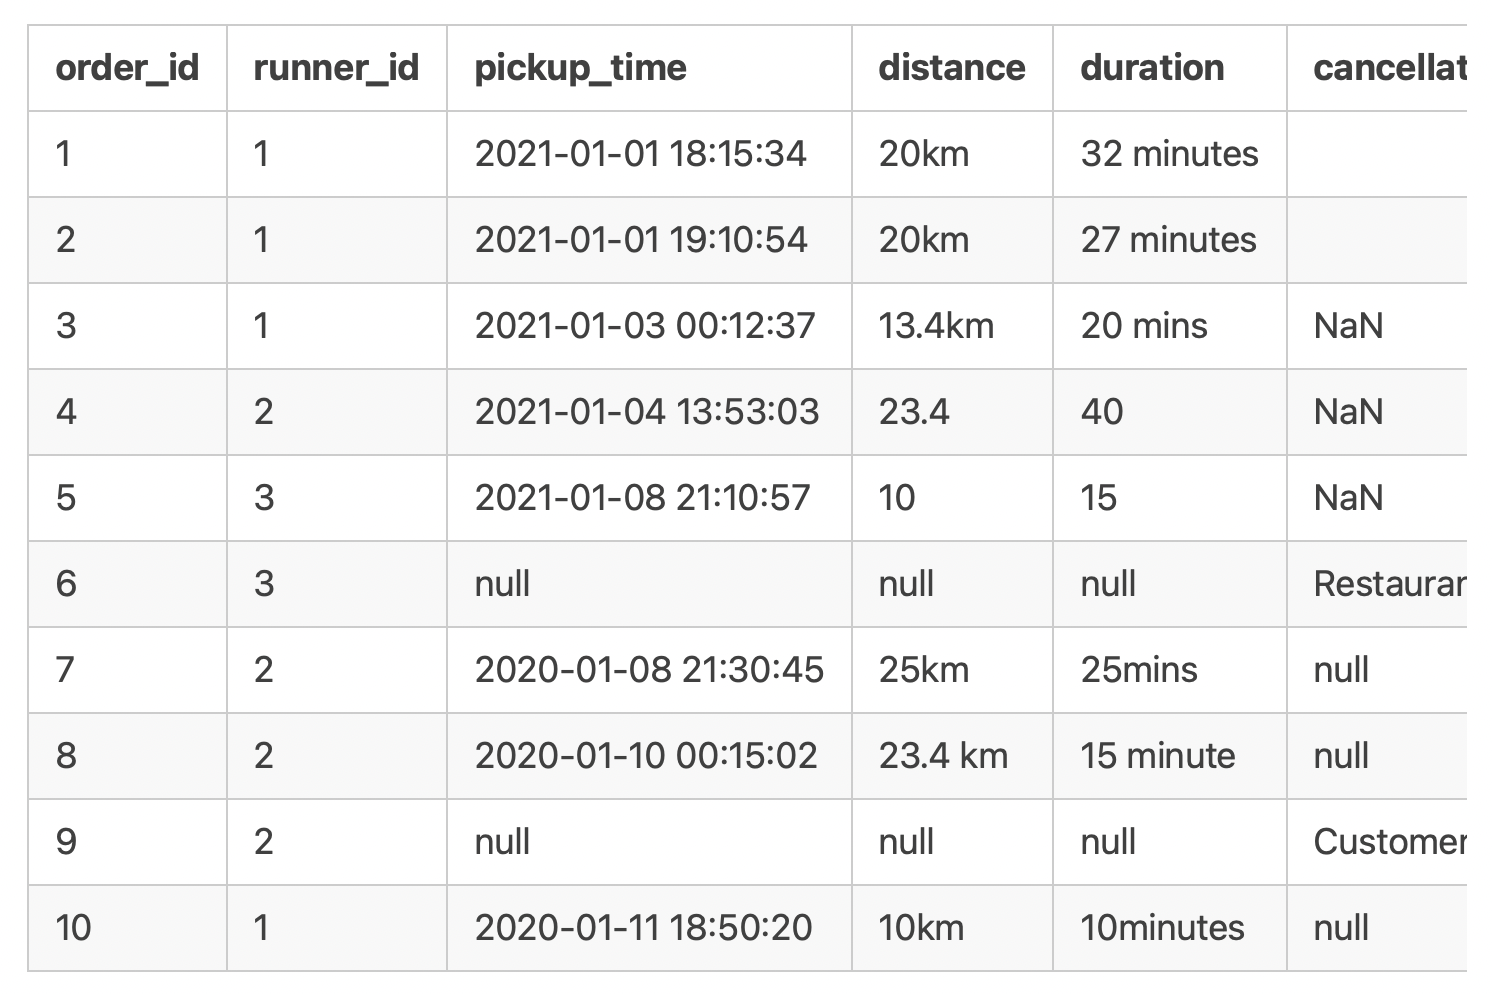 order_id runner_id pickup_time distance duration cancellat
1 1 2021-01-01 18:15:34 20km 32 minutes
2 1 2021-01-01 19:10:54 20km 27 minutes
3 1 2021-01-03 00:12:37 13.4km 20 mins NaN
4 2 2021-01-04 13:53:03 23.4 40 NaN
5 3 2021-01-08 21:10:57 10 15 NaN
6 3 null null null Restauran
7 2 2020-01-08 21:30:45 25km 25mins null
8 2 2020-01-10 00:15:02 23.4 km 15 minute null
9 2 null null null Customer
10 1 2020-01-11 18:50:20 10km 10minutes null